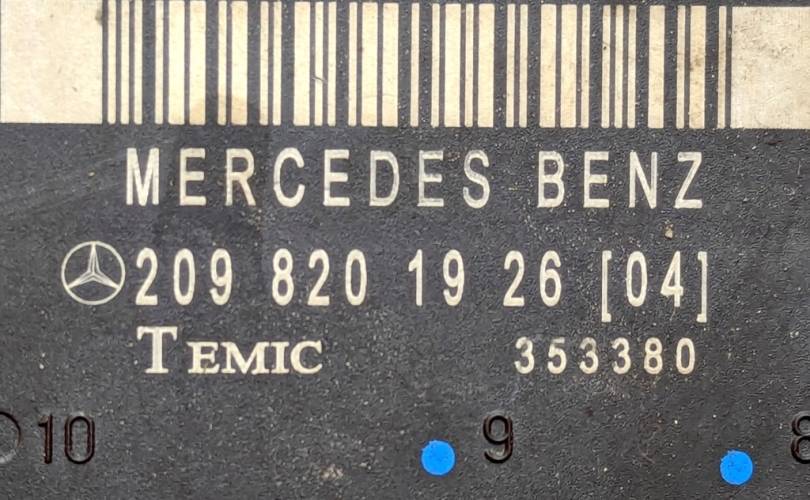 MERCEDES BENZ
209 820 19 26 [04]
TEMIC 353380
10 9 8